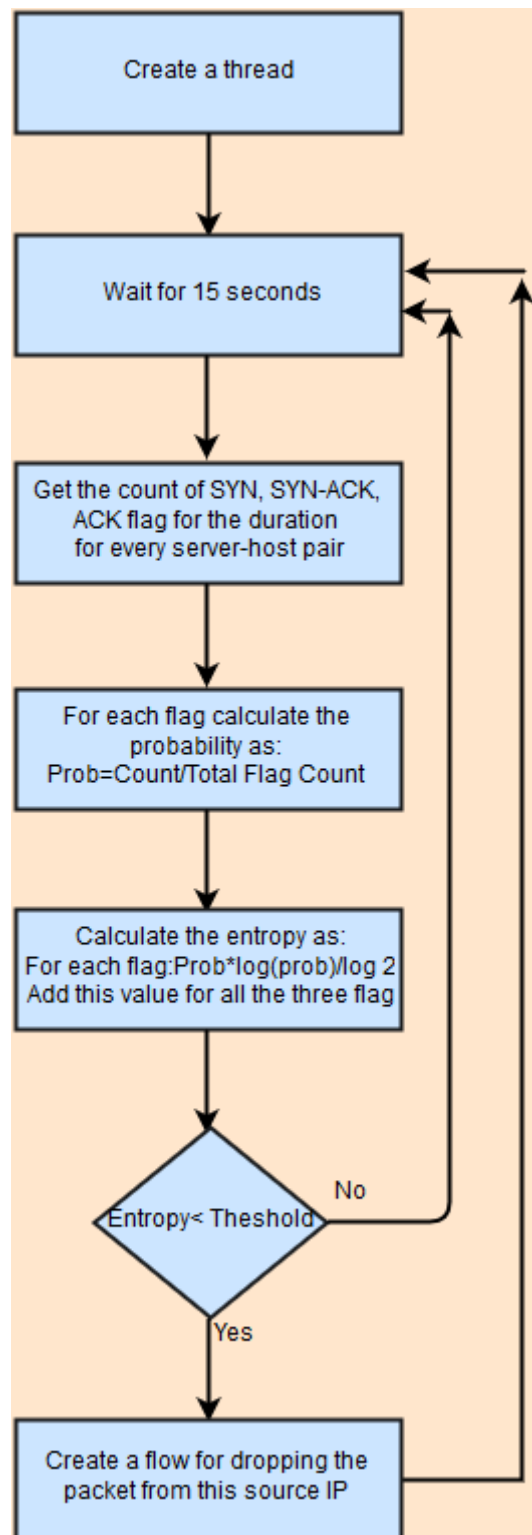 Create a thread
Wait for 15 seconds
Get the count of SYN, SYN-ACK,
ACK flag for the duration
for every server-host pair
For each flag calculate the
probability as:
Prob=Count/Total Flag Count
Calculate the entropy as:
For each flag:Prob*log(prob)/log 2
Add this value for all the three flag
Entropy< Theshold
No
Yes
Create a flow for dropping the
packet from this source IP